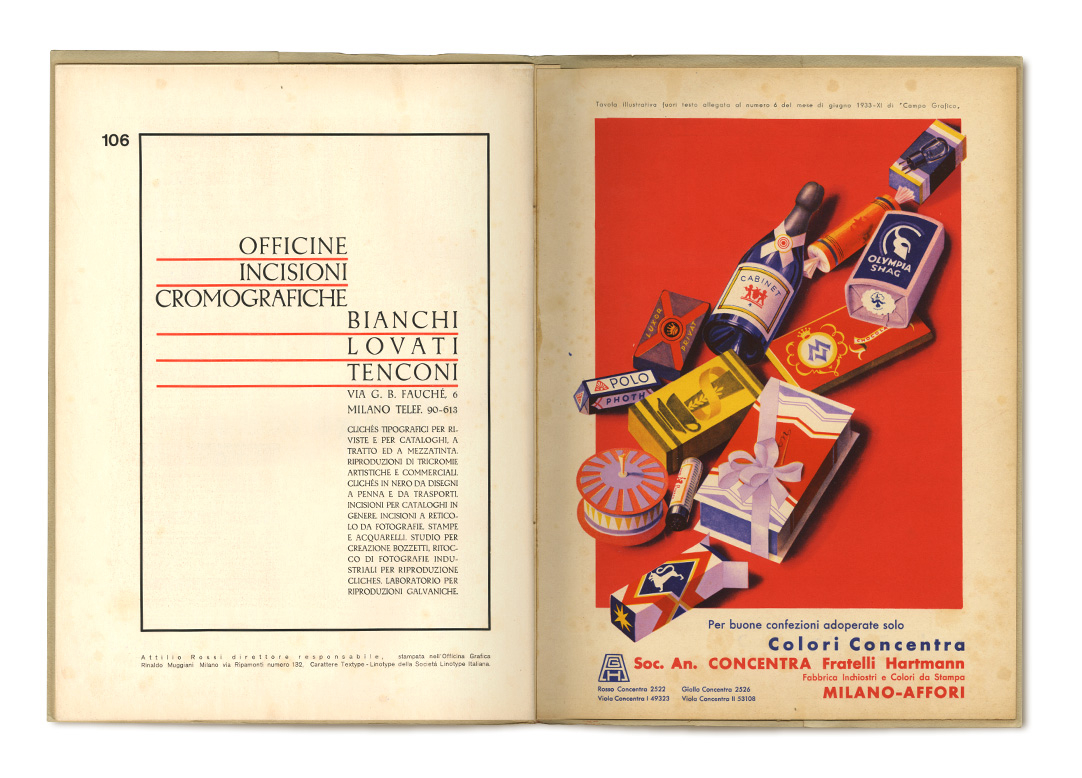 106
OFFICINE
INCISIONI
CROMOGRAFICHE
BIANCHI
LOVATI
TENCONI
VIA G. B. FAUCHÉ, 6
MILANO TELEF. 90-613
CLICHÉS TIPOGRAFICI PER RI-
VISTE E PER CATALOGHI, A
TRATTO ED A MEZZATINTA.
RIPRODUZIONI DI TRICROMIE
ARTISTICHE E COMMERCIALI.
CLICHÉS IN NERO DA DISEGNI
A PENNA E DA TRASPORTI.
INCISIONI PER CATALOGHI IN
GENERE. INCISIONI A RETICO-
LO DA FOTOGRAFIE, STAMPE
E ACQUARELLI. STUDIO PER
CREAZIONE BOZZETTI, RITOC-
CO DI FOTOGRAFIE INDU-
STRIALI PER RIPRODUZIONE
CLICHES. LABORATORIO PER
RIPRODUZIONI GALVANICHE.
Attilio Rossi direttore responsabile, stampata nell'Officina Grafica
Rinaldo Muggiani Milano via Ripamonti numero 132. Carattere Textype - Linotype della Società Linotype Italiana.
Tavola illustrativa fuori testo allegata al numero 6 del mese di giugno 1933-XI di "Campo Grafico„
OLYMPIA
SHAG
CABINET
LUXOR
PRIVAT
CHOCOLA
POLO
PHOTH
Per buone confezioni adoperate solo
Colori Concentra
Soc. An. CONCENTRA Fratelli Hartmann
Fabbrica Inchiostri e Colori da Stampa
MILANO-AFFORI
Rosso Concentra 2522 Giallo Concentra 2526
Viola Concentra I 49323 Viola Concentra II 53108